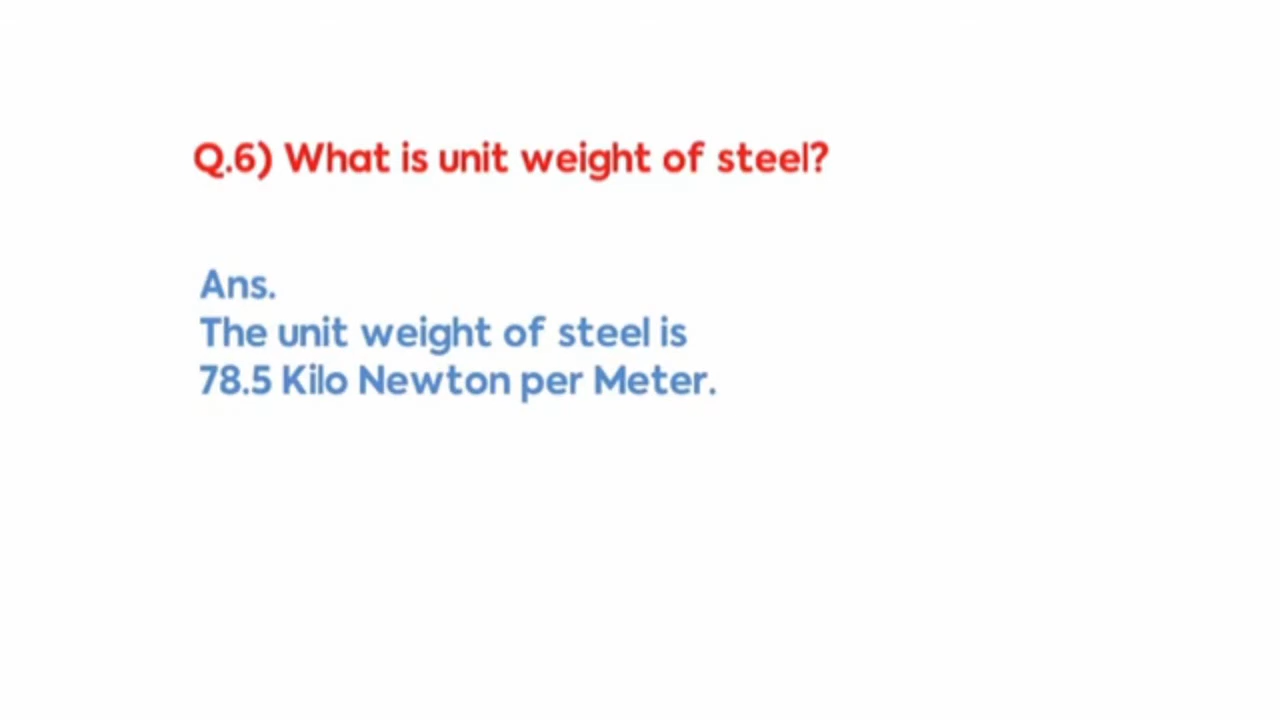 Q.6) What is unit weight of steel?
Ans.
The unit weight of steel is
78.5 Kilo Newton per Meter.